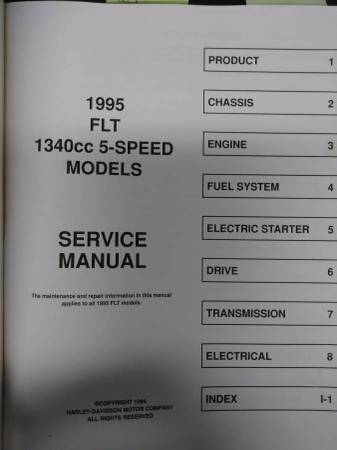 1995
FLT
1340cc 5-SPEED
MODELS
SERVICE
MANUAL
The maintenance and repair information in this manual
applies to all 1995 FLT models.
©COPYRIGHT 1994
HARLEY-DAVIDSON MOTOR COMPANY
ALL RIGHTS RESERVED
PRODUCT 1
CHASSIS 2
ENGINE 3
FUEL SYSTEM 4
ELECTRIC STARTER 5
DRIVE 6
TRANSMISSION 7
ELECTRICAL 8
INDEX I-1